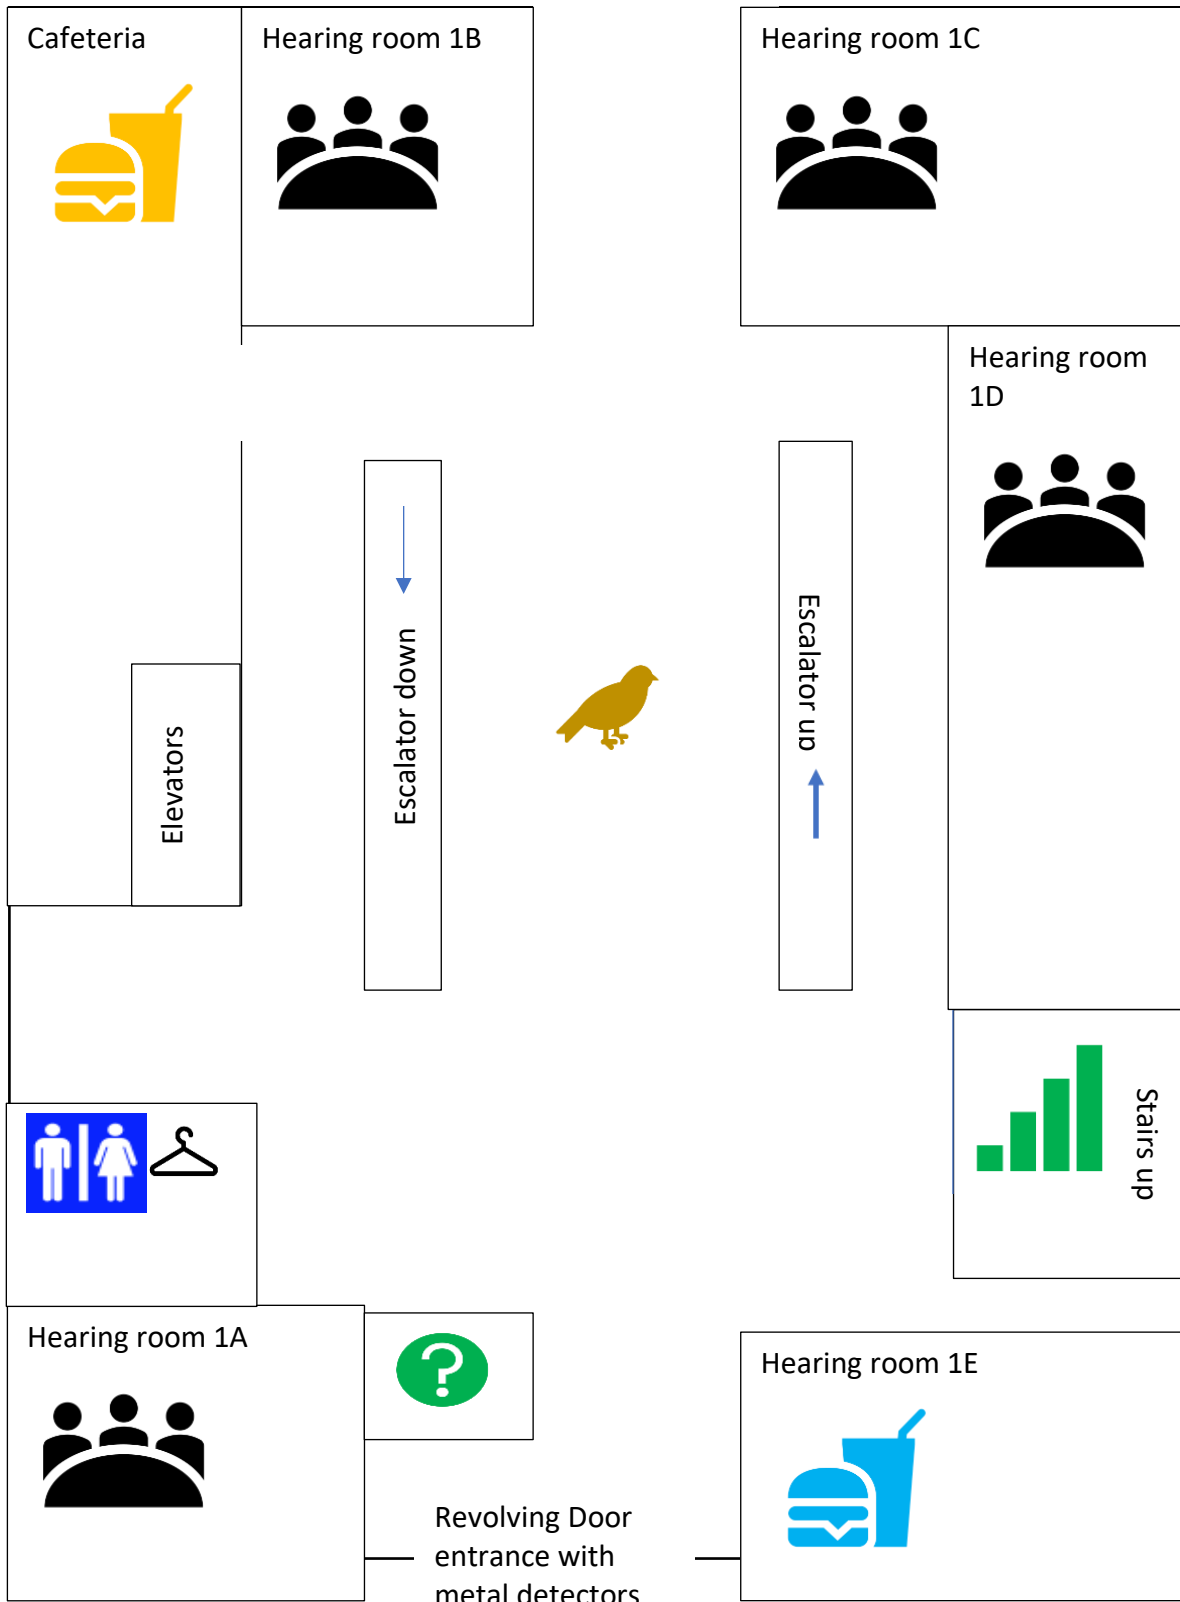 Cafeteria
Hearing room 1B
Hearing room 1C
Hearing room
1D
Escalator down
Escalator up
Elevators
Stairs up
Hearing room 1A
?
Hearing room 1E
Revolving Door
entrance with
metal detectors